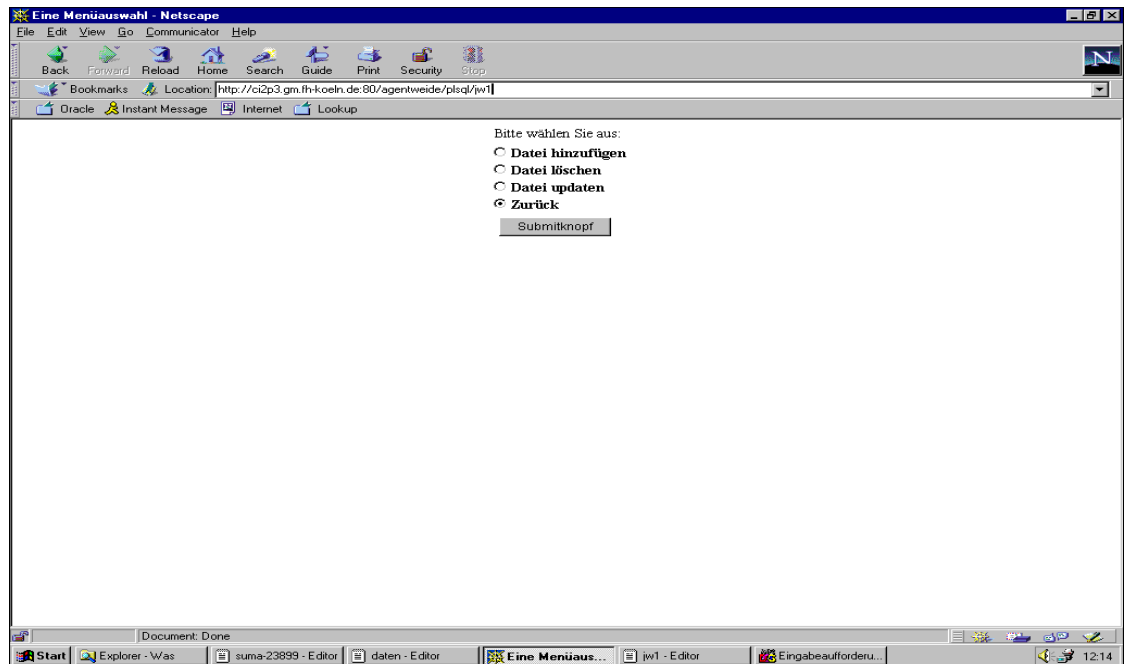 Eine Menüauswahl - Netscape
File Edit View Go Communicator Help
Back Forward Reload Home Search Guide Print Security Stop
N
Bookmarks Location: http://ci2p3.gm.fh-koeln.de:80/agentweide/plsql/jw1
Oracle Instant Message Internet Lookup
Bitte wählen Sie aus:
Datei hinzufügen
Datei löschen
Datei updaten
Zurück
Submitknopf
Document: Done
Start Explorer - Was suma-23899 - Editor daten - Editor Eine Menüaus... jw1 - Editor Eingabeaufforderu... 12:14